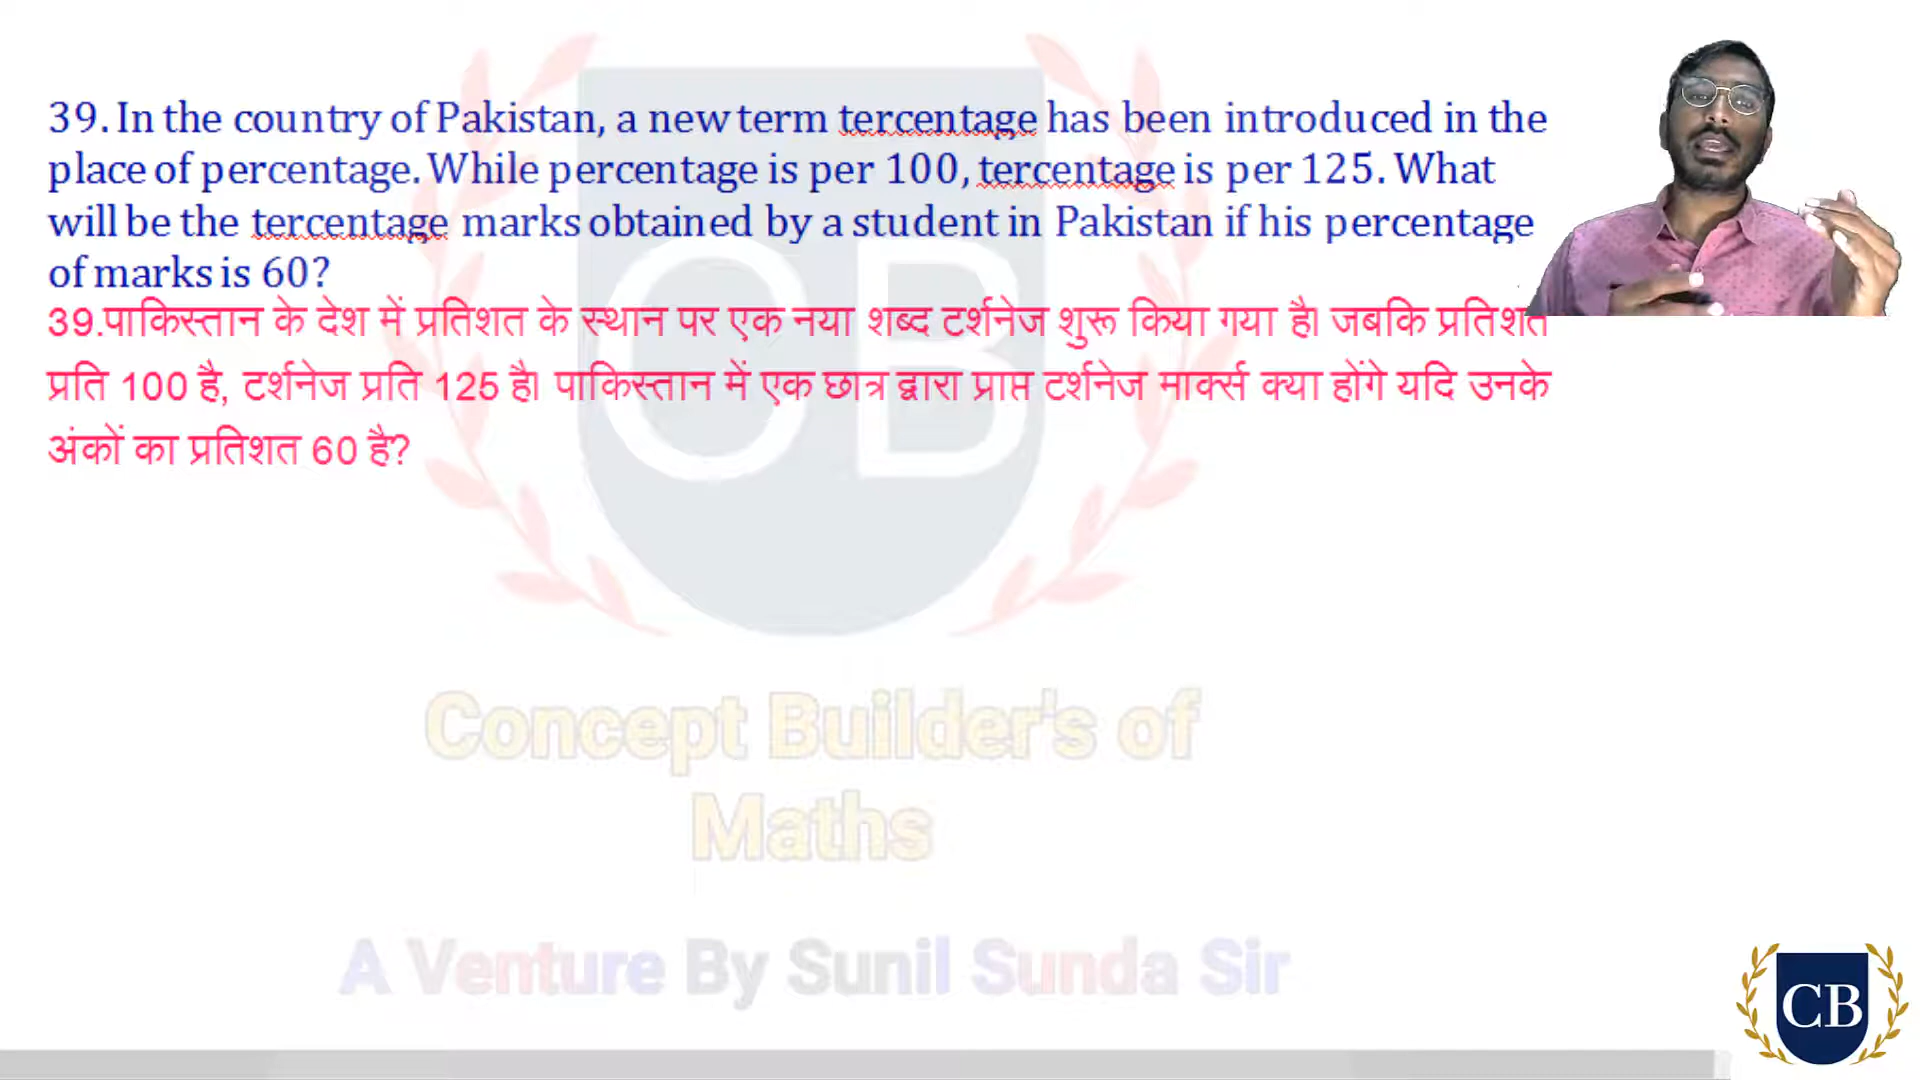 39. In the country of Pakistan, a new term tercentage has been introduced in the
place of percentage. While percentage is per 100, tercentage is per 125. What
will be the tercentage marks obtained by a student in Pakistan if his percentage
of marks is 60?
39.पाकिस्तान के देश में प्रतिशत के स्थान पर एक नया शब्द टर्शनेज शुरू किया गया है। जबकि प्रतिशत
प्रति 100 है, टर्शनेज प्रति 125 है। पाकिस्तान में एक छात्र द्वारा प्राप्त टर्शनेज मार्क्स क्या होंगे यदि उनके
अंकों का प्रतिशत 60 है?
CB
Concept Builder's of
Maths
A Venture By Sunil Sunda Sir
CB